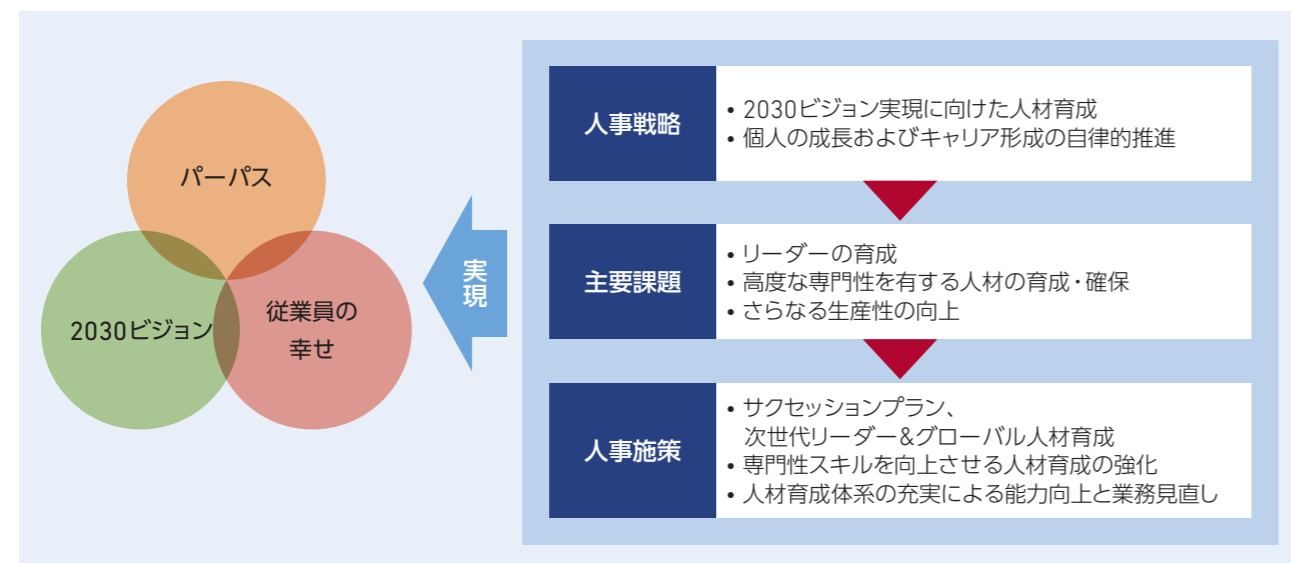 パーパス
2030ビジョン
従業員の
幸せ
実現
人事戦略
• 2030ビジョン実現に向けた人材育成
• 個人の成長およびキャリア形成の自律的推進
主要課題
• リーダーの育成
• 高度な専門性を有する人材の育成・確保
• さらなる生産性の向上
人事施策
• サクセッションプラン、
次世代リーダー&グローバル人材育成
• 専門性スキルを向上させる人材育成の強化
• 人材育成体系の充実による能力向上と業務見直し